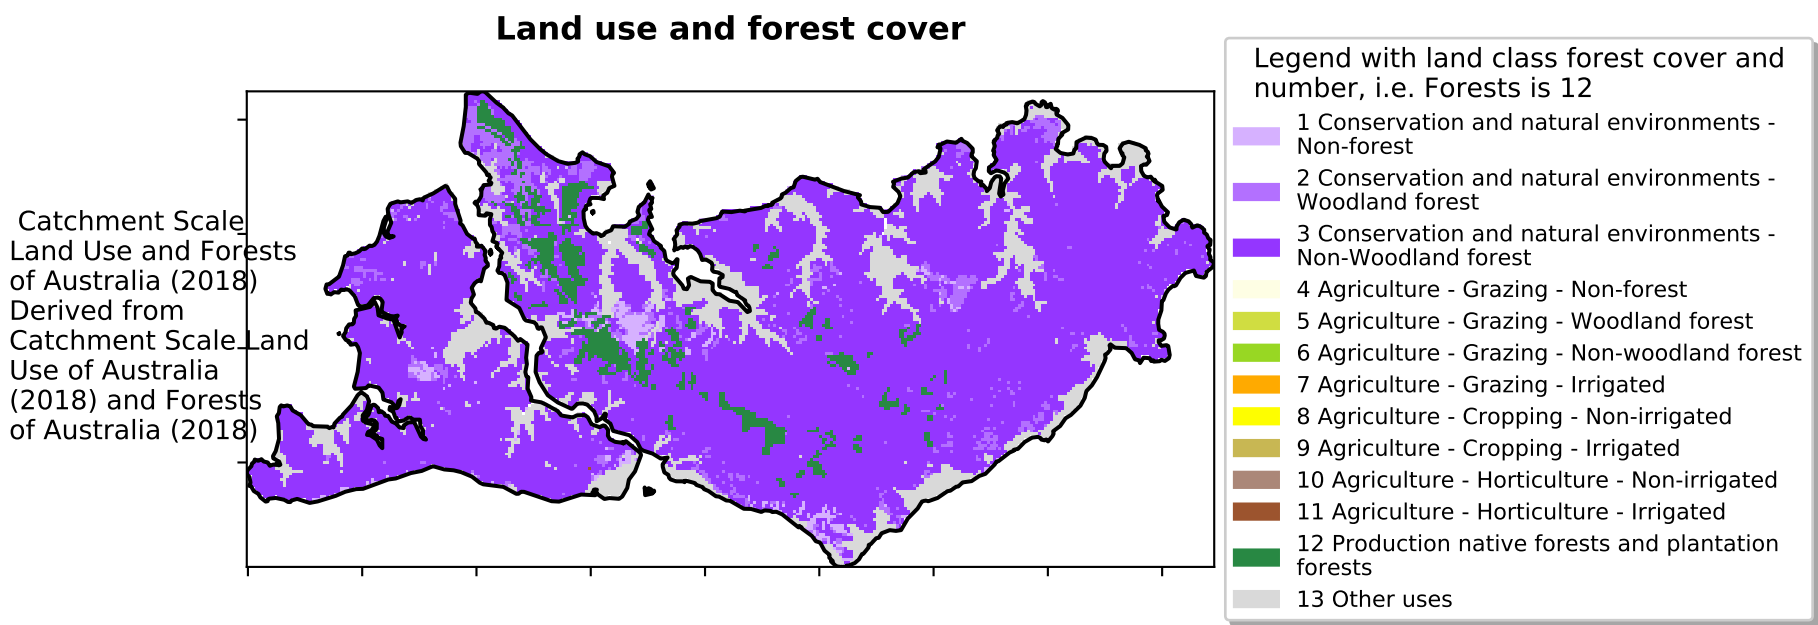 Land use and forest cover
Catchment Scale
Land Use and Forests
of Australia (2018)
Derived from
Catchment Scale Land
Use of Australia
(2018) and Forests
of Australia (2018)
Legend with land class forest cover and
number, i.e. Forests is 12
1 Conservation and natural environments -
Non-forest
2 Conservation and natural environments -
Woodland forest
3 Conservation and natural environments -
Non-Woodland forest
4 Agriculture - Grazing - Non-forest
5 Agriculture - Grazing - Woodland forest
6 Agriculture - Grazing - Non-woodland forest
7 Agriculture - Grazing - Irrigated
8 Agriculture - Cropping - Non-irrigated
9 Agriculture - Cropping - Irrigated
10 Agriculture - Horticulture - Non-irrigated
11 Agriculture - Horticulture - Irrigated
12 Production native forests and plantation
forests
13 Other uses